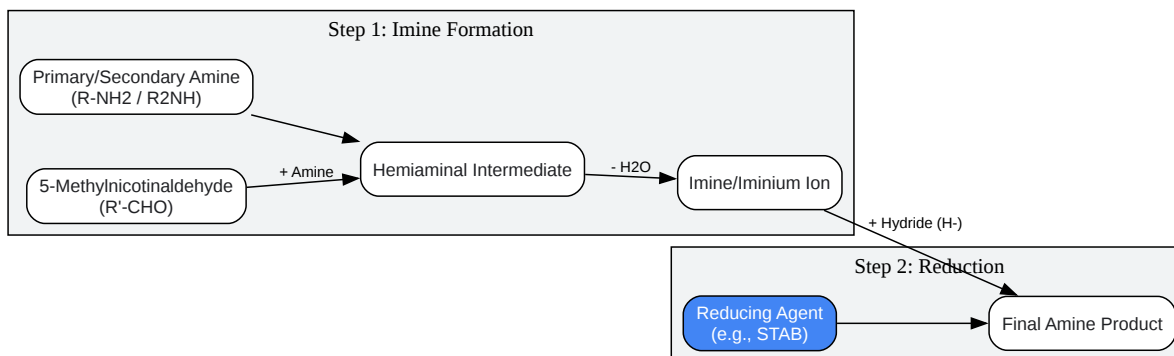 Step 1: Imine Formation
Primary/Secondary Amine
(R-NH2 / R2NH)
5-Methylnicotinaldehyde
(R'-CHO)
+ Amine
Hemiaminal Intermediate
- H2O
Imine/Iminium Ion
+ Hydride (H-)
Step 2: Reduction
Reducing Agent
(e.g., STAB)
Final Amine Product